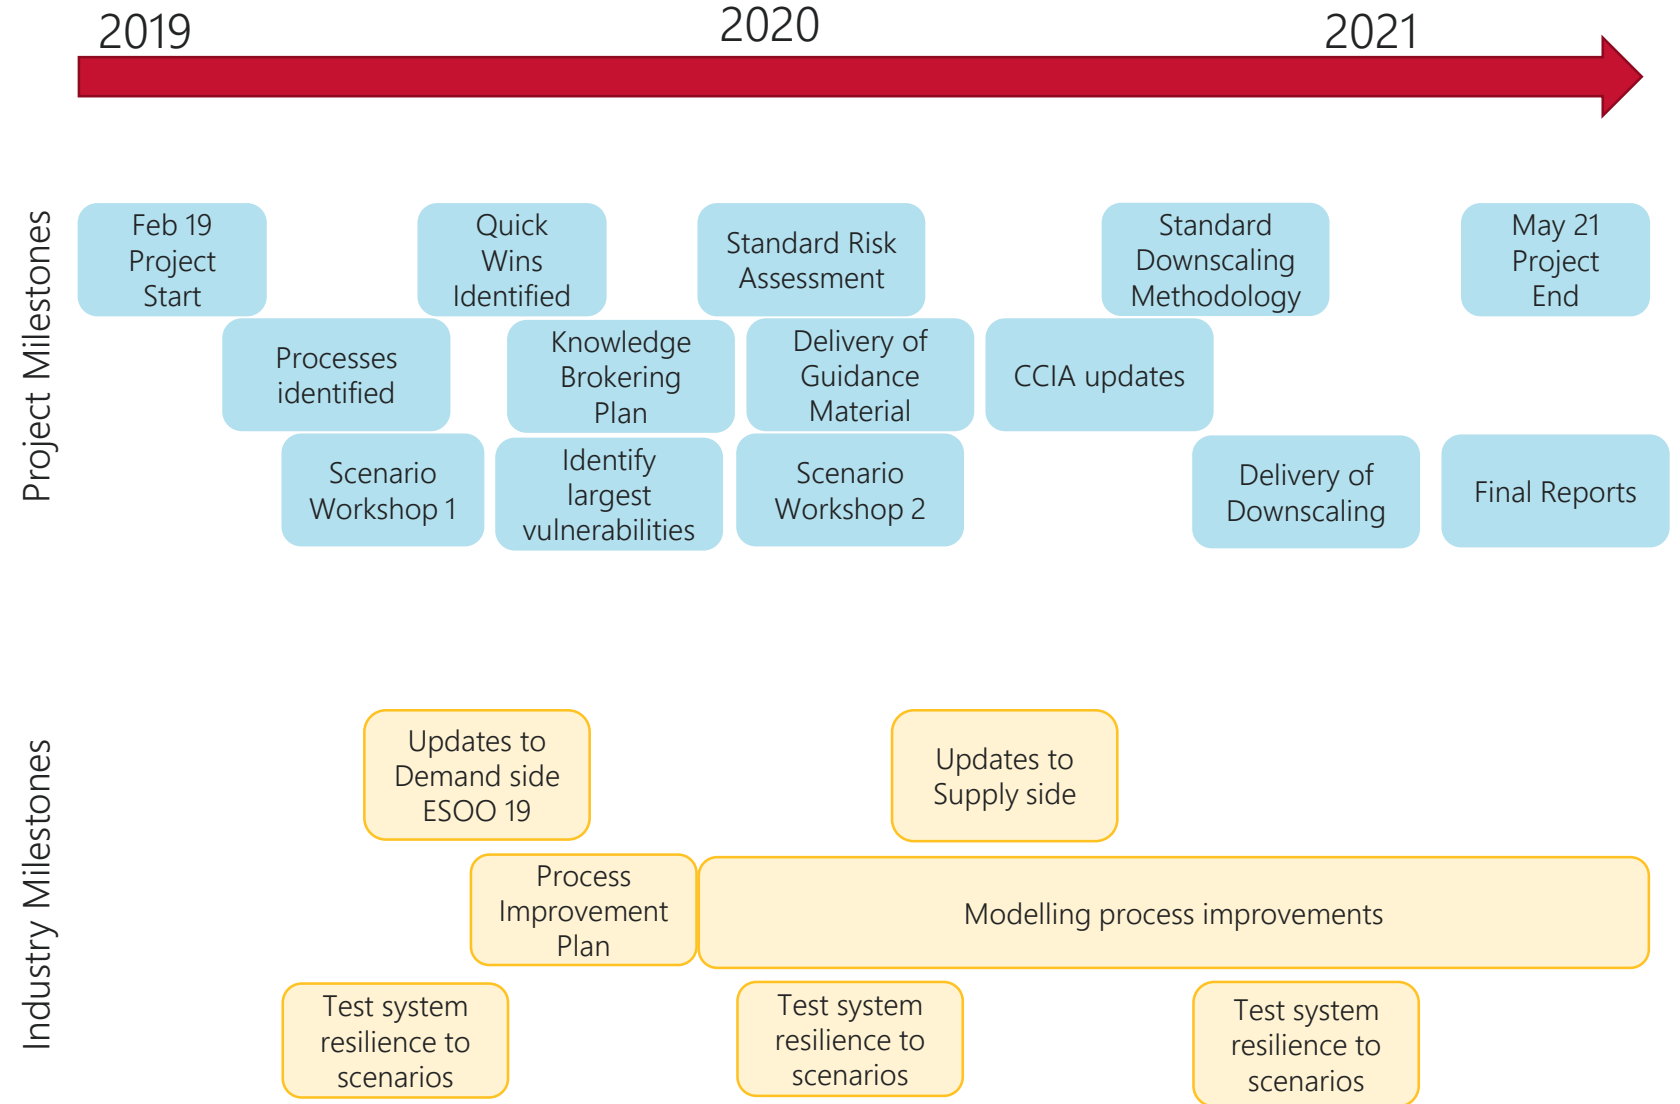 2019
2020
2021
Project Milestones
Feb 19
Project
Start
Quick
Wins
Identified
Standard Risk
Assessment
Standard
Downscaling
Methodology
May 21
Project
End
Processes
identified
Knowledge
Brokering
Plan
Delivery of
Guidance
Material
CCIA updates
Scenario
Workshop 1
Identify
largest
vulnerabilities
Scenario
Workshop 2
Delivery of
Downscaling
Final Reports
Industry Milestones
Updates to
Demand side
ESOO 19
Updates to
Supply side
Process
Improvement
Plan
Modelling process improvements
Test system
resilience to
scenarios
Test system
resilience to
scenarios
Test system
resilience to
scenarios